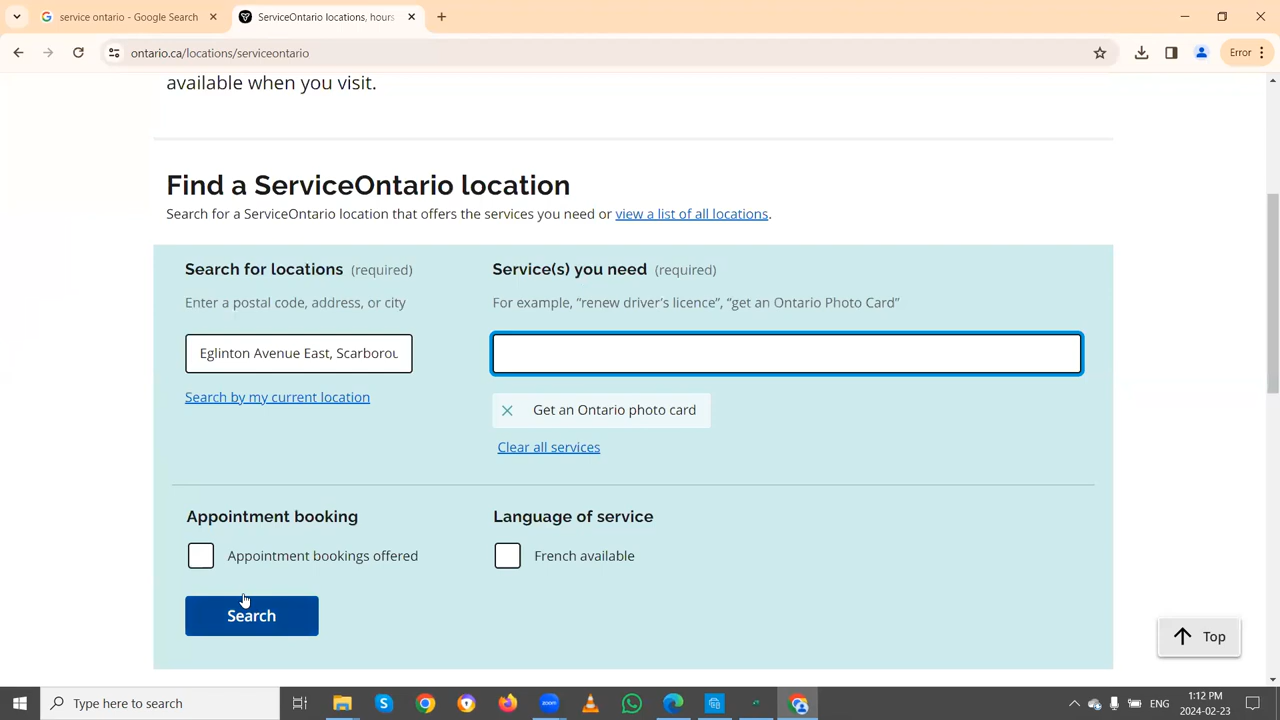 service ontario - Google Search
ServiceOntario locations, hours
ontario.ca/locations/serviceontario
Error
available when you visit.
Find a ServiceOntario location
Search for a ServiceOntario location that offers the services you need or view a list of all locations.
Search for locations (required)
Service(s) you need (required)
Enter a postal code, address, or city
For example, “renew driver’s licence”, “get an Ontario Photo Card”
Eglinton Avenue East, Scarborou
Search by my current location
Get an Ontario photo card
Clear all services
Appointment booking
Language of service
Appointment bookings offered
French available
Search
Top
Type here to search
zoom
ENG
1:12 PM
2024-02-23